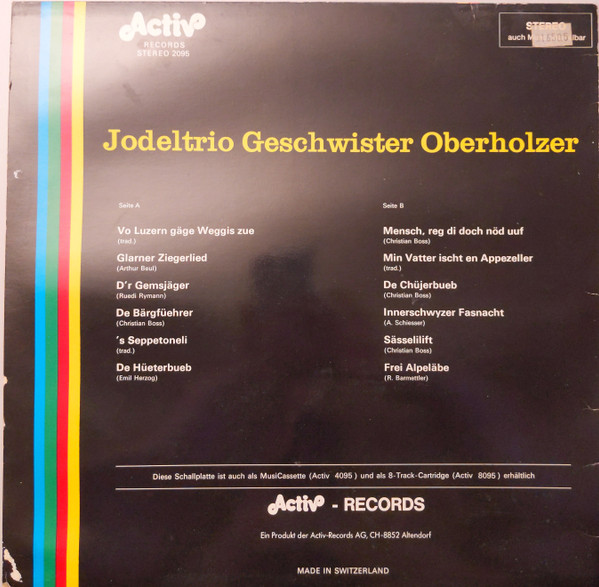 Activ
RECORDS
STEREO 2095
STEREO
auch
Jodeltrio Geschwister Oberholzer
Seite A
Vo Luzern gäge Weggis zue
(trad.)
Glarner Ziegerlied
(Arthur Beul)
D'r Gemsjäger
(Ruedi Rymann)
De Bärgfüehrer
(Christian Boss)
's Seppetoneli
(trad.)
De Hüeterbueb
(Emil Herzog)
Seite B
Mensch, reg di doch nöd uuf
(Christian Boss)
Min Vatter ischt en Appezeller
(trad.)
De Chüjerbueb
(Christian Boss)
Innerschwyzer Fasnacht
(A. Schiesser)
Sässelilift
(Christian Boss)
Frei Alpeläbe
(R. Barmettler)
Diese Schallplatte ist auch als MusiCassette (Activ 4095) und als 8-Track-Cartridge (Activ 8095) erhältlich
Activ - RECORDS
Ein Produkt der Activ-Records AG, CH-8852 Altendorf
MADE IN SWITZERLAND